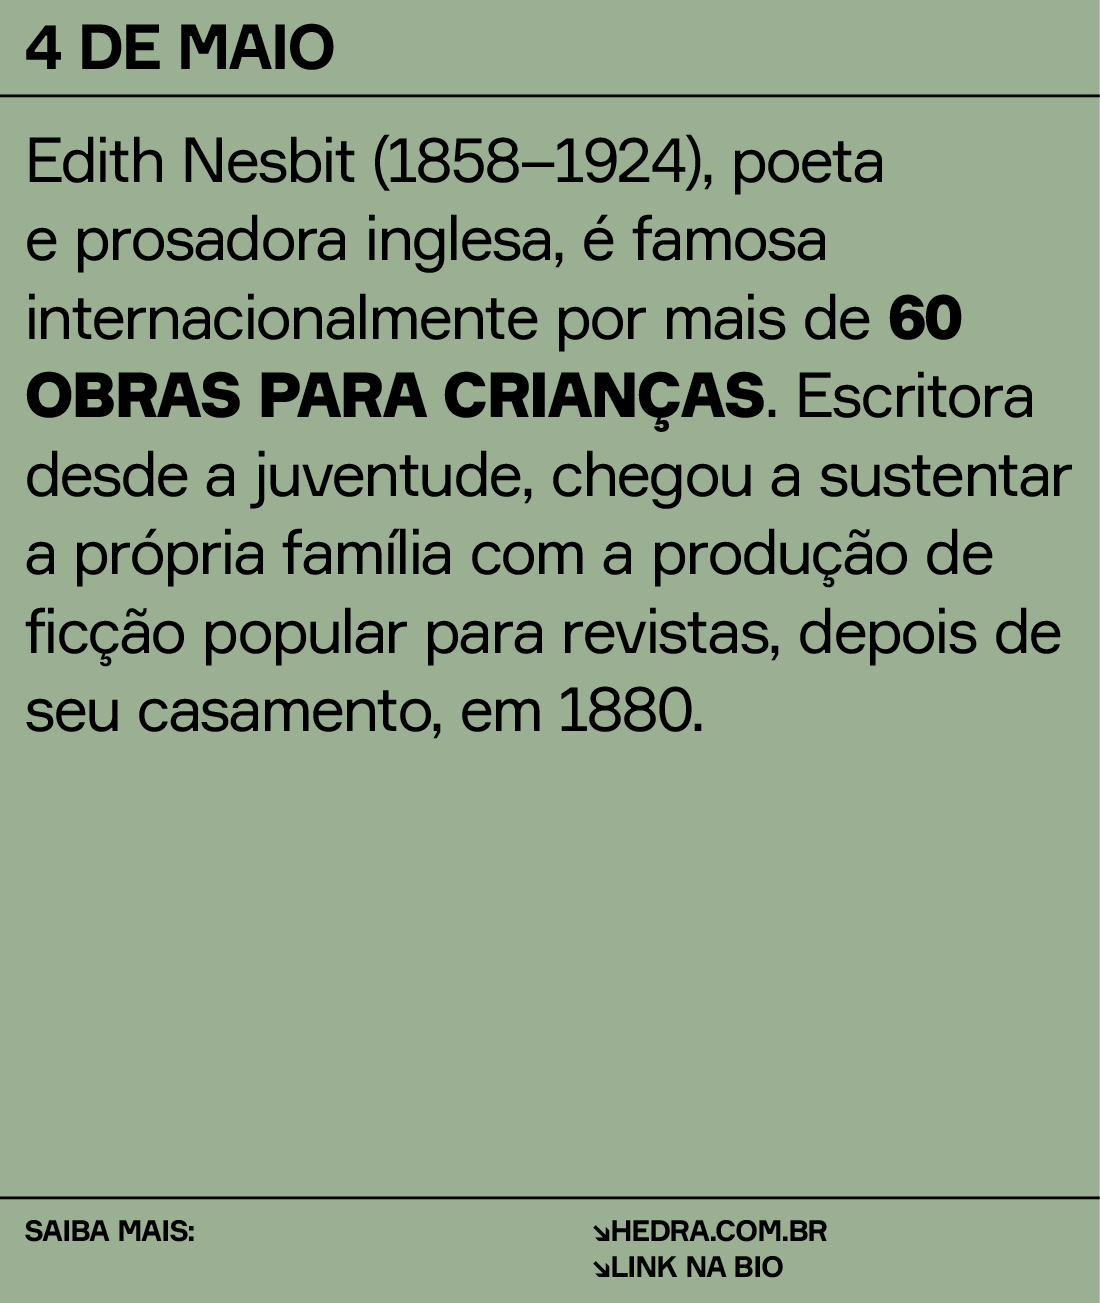 4 DE MAIO
Edith Nesbit (1858–1924), poeta
e prosadora inglesa, é famosa
internacionalmente por mais de 60
OBRAS PARA CRIANÇAS. Escritora
desde a juventude, chegou a sustentar
a própria família com a produção de
ficção popular para revistas, depois de
seu casamento, em 1880.
SAIBA MAIS:
↘HEDRA.COM.BR
↘LINK NA BIO